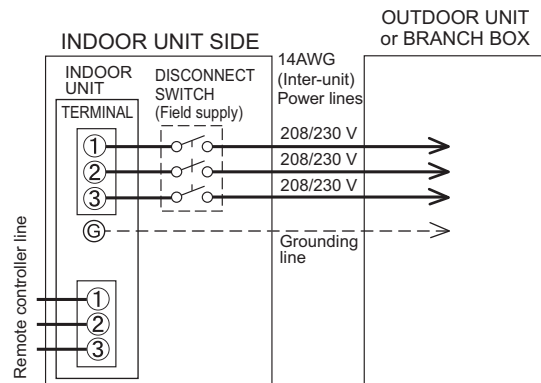 OUTDOOR UNIT
or BRANCH BOX
INDOOR UNIT SIDE
14AWG
(Inter-unit)
Power lines
INDOOR
UNIT
DISCONNECT
SWITCH
(Field supply)
TERMINAL
1
208/230 V
2
208/230 V
3
208/230 V
G
Grounding
line
Remote controller line
1
2
3